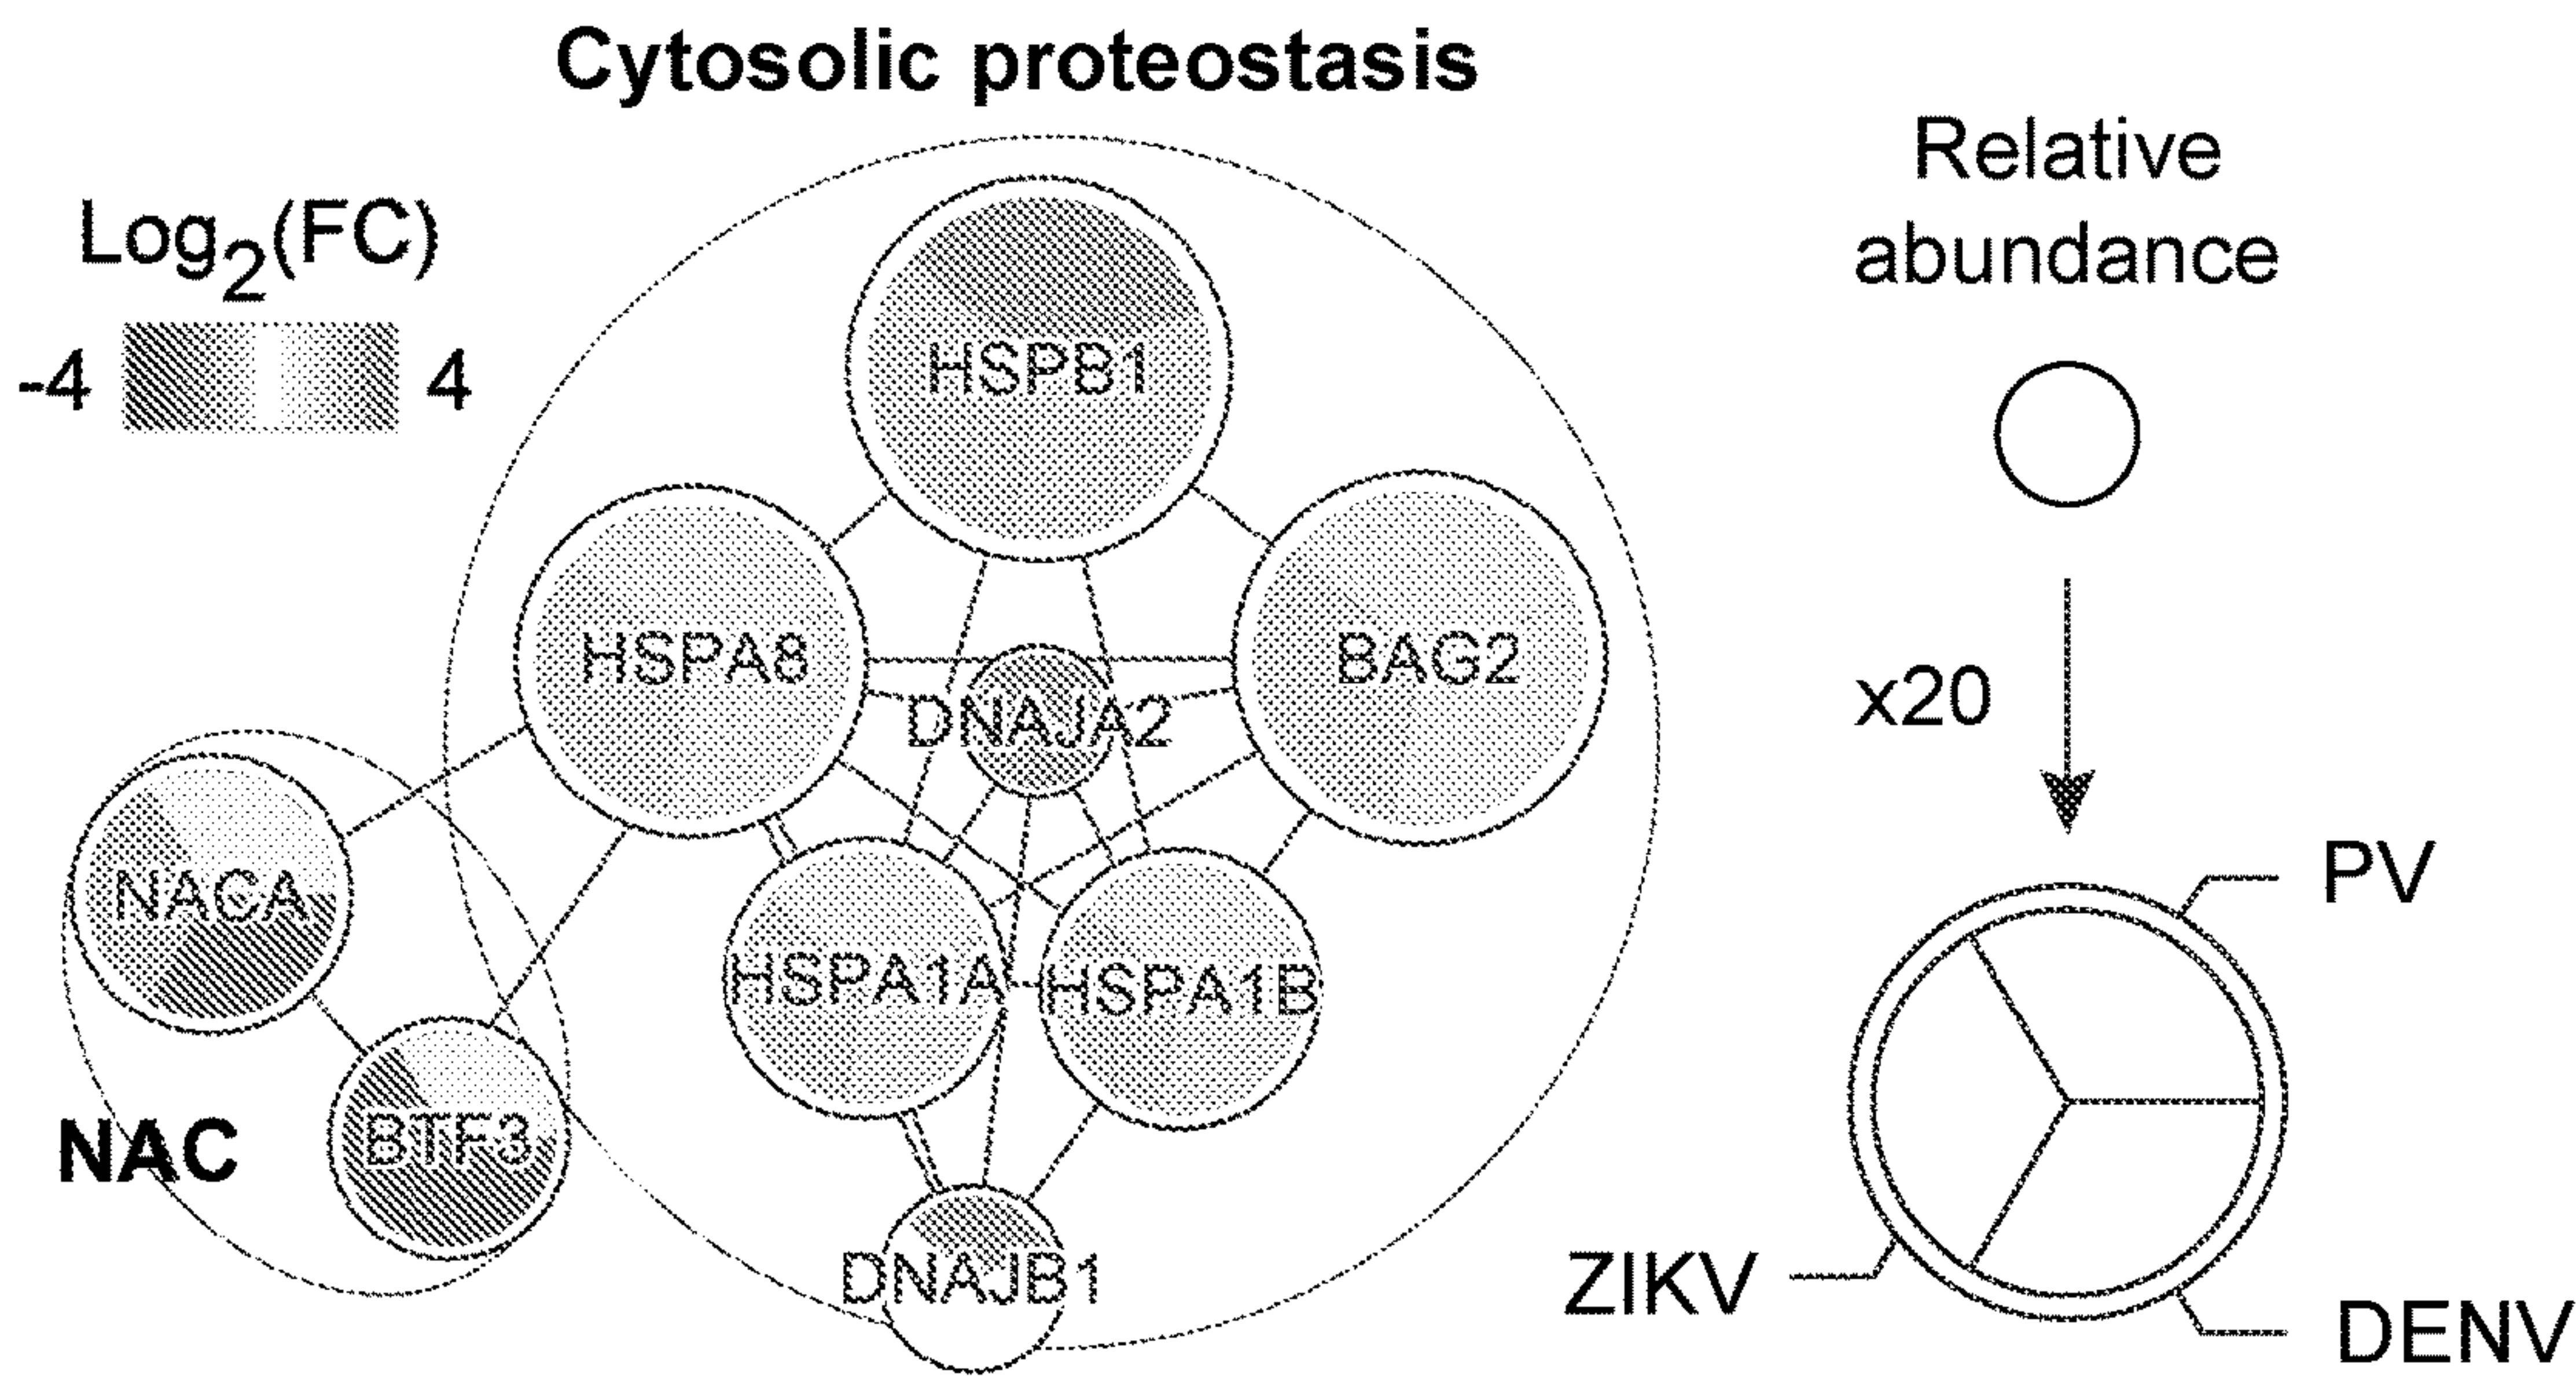 Cytosolic proteostasis
Log2(FC)
-4
4
HSPB1
HSPA8
BAG2
DNAJA2
NACA
HSPA1A
HSPA1B
BTF3
NAC
DNAJB1
Relative
abundance
x20
PV
ZIKV
DENV